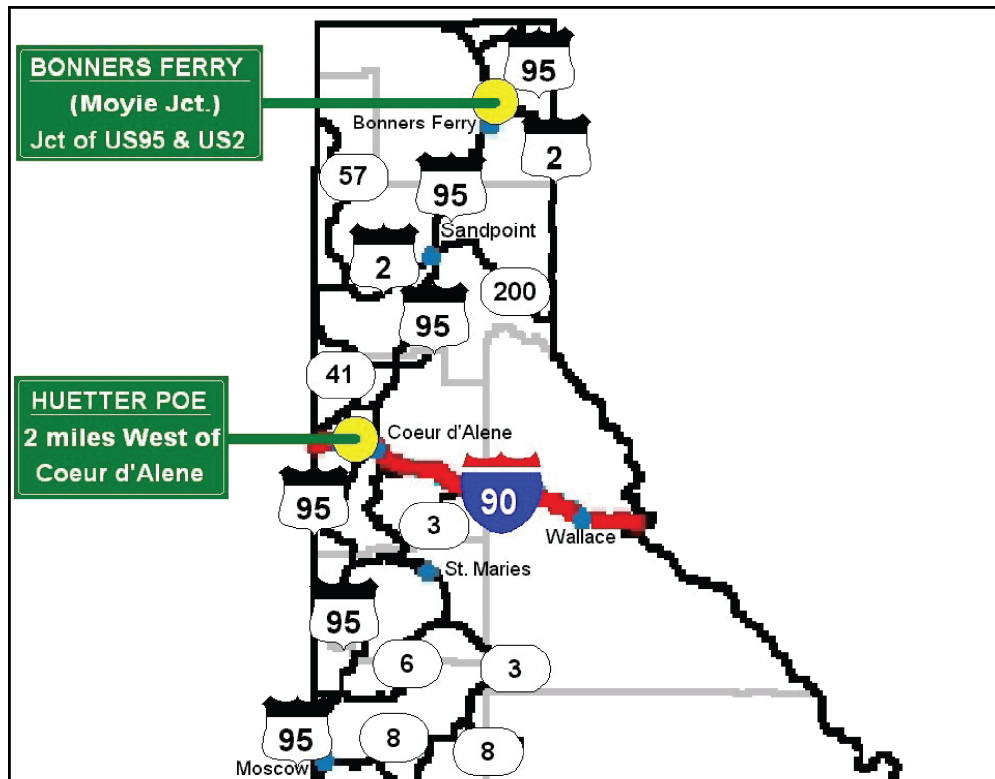 BONNERS FERRY
(Moyie Jct.)
Jct of US95 & US2
95
Bonners Ferry
2
57
95
Sandpoint
2
200
95
41
HUETTER POE
2 miles West of
Coeur d'Alene
Coeur d'Alene
95
90
3
Wallace
St. Maries
95
6
3
95
8
8
Moscow